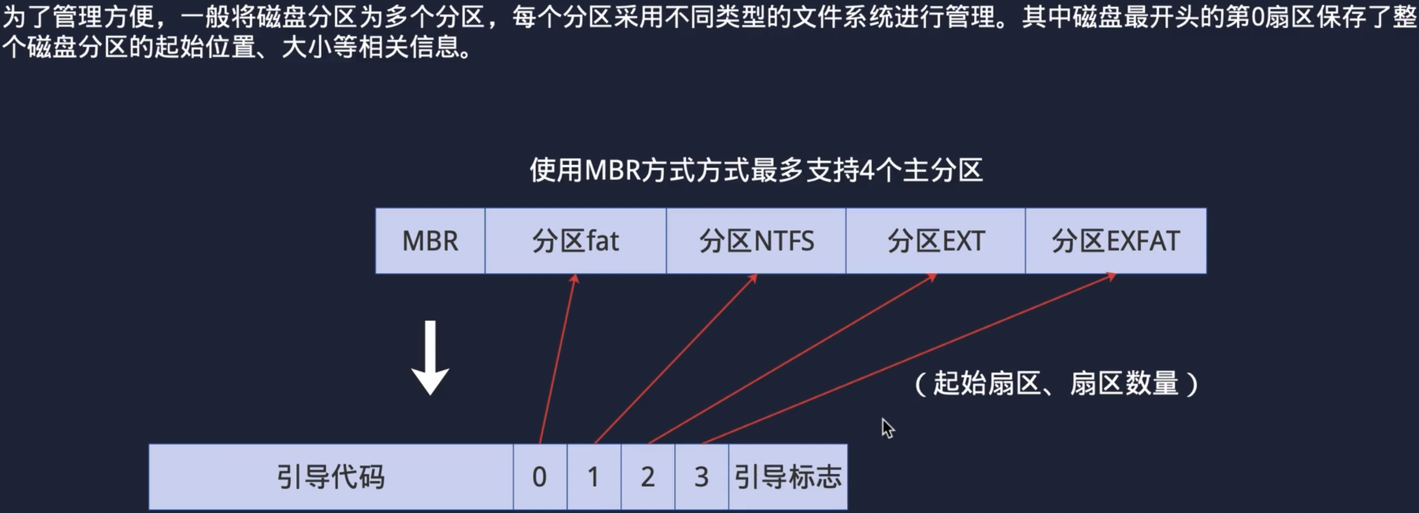 为了管理方便，一般将磁盘分区为多个分区，每个分区采用不同类型的文件系统进行管理。其中磁盘最开头的第0扇区保存了整
个磁盘分区的起始位置、大小等相关信息。
使用MBR方式方式最多支持4个主分区
MBR 分区fat 分区NTFS 分区EXT 分区EXFAT
（起始扇区、扇区数量）
引导代码 0 1 2 3 引导标志